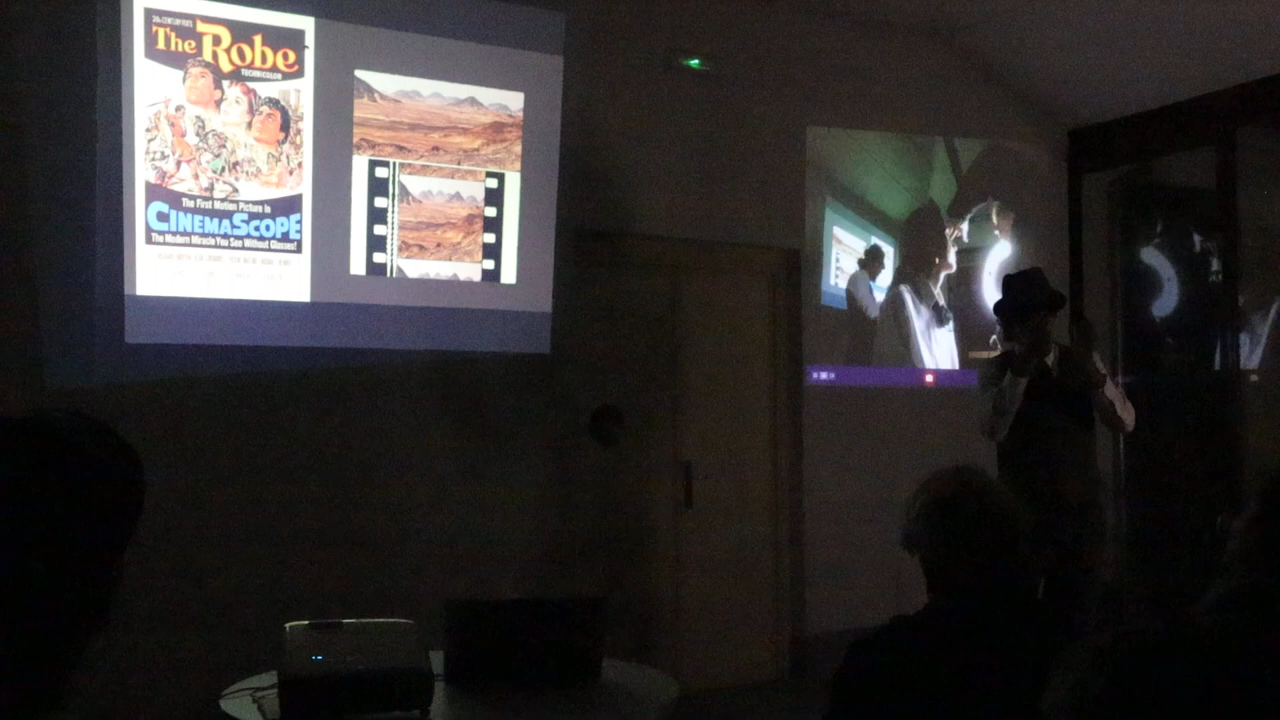 20th CENTURY-FOX'S
The Robe
TECHNICOLOR
The First Motion Picture In
CINEMASCOPE
The Modern Miracle You See Without Glasses!